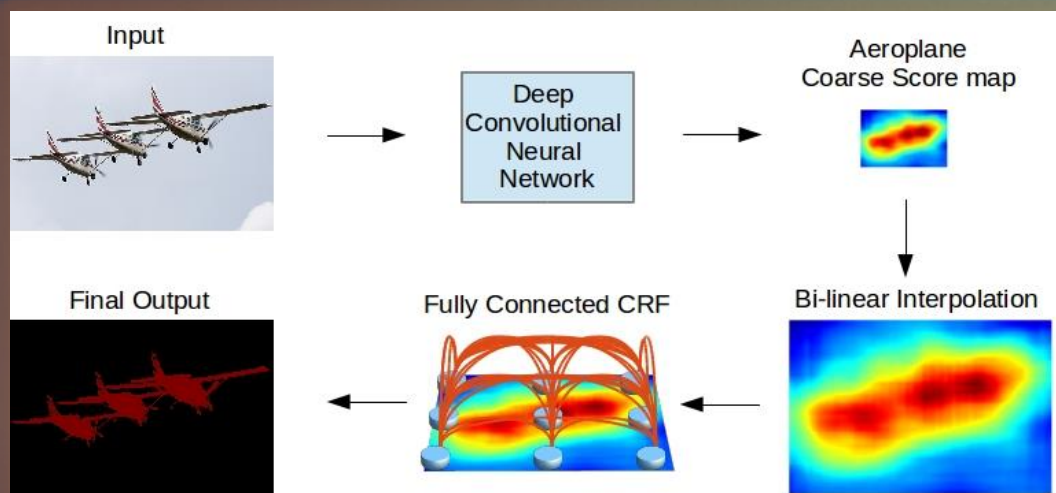 Input
Deep
Convolutional
Neural
Network
Aeroplane
Coarse Score map
Final Output
Fully Connected CRF
Bi-linear Interpolation